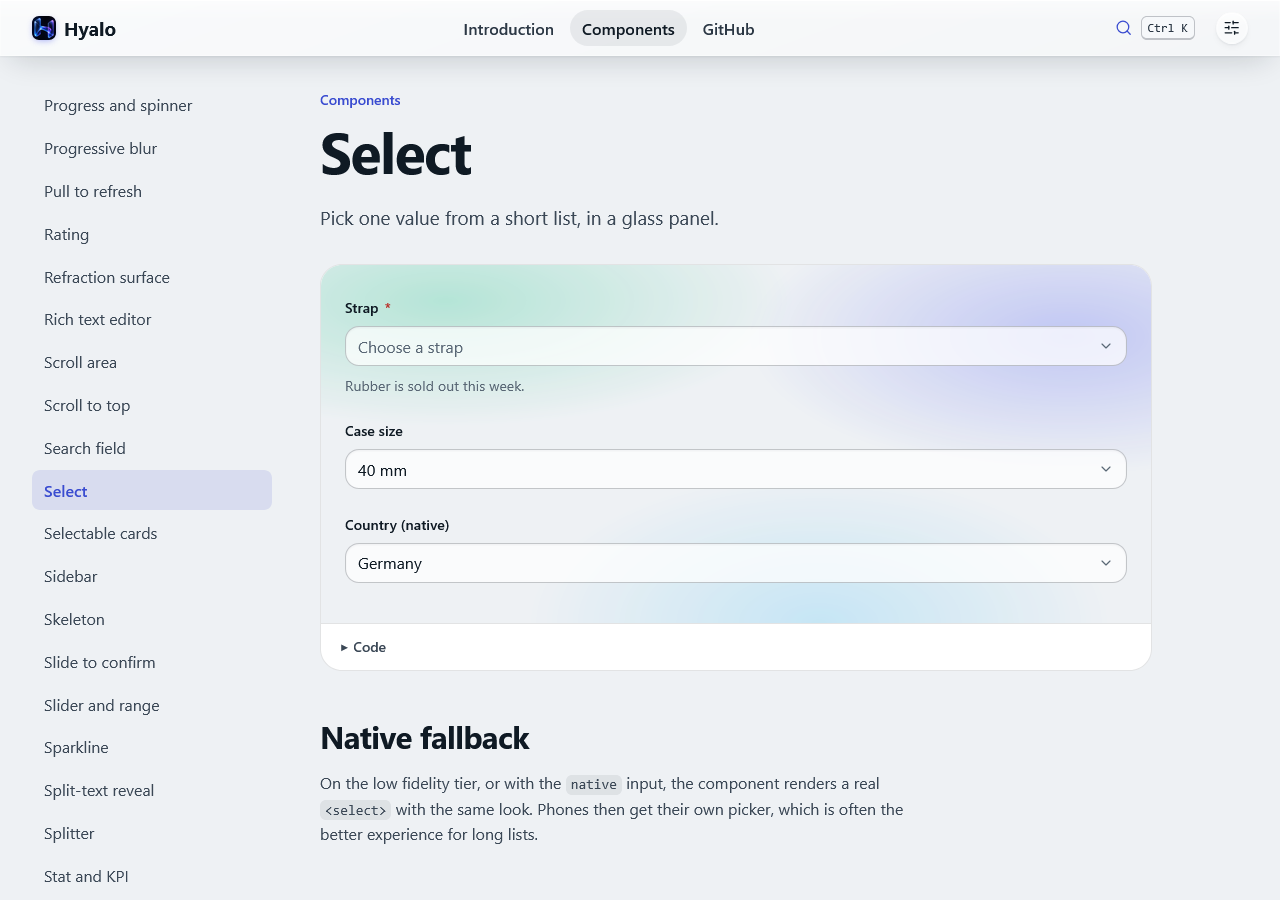 Hyalo
Introduction
Components
GitHub
Ctrl K
Progress and spinner
Progressive blur
Pull to refresh
Rating
Refraction surface
Rich text editor
Scroll area
Scroll to top
Search field
Select
Selectable cards
Sidebar
Skeleton
Slide to confirm
Slider and range
Sparkline
Split-text reveal
Splitter
Stat and KPI
Components
Select
Pick one value from a short list, in a glass panel.
Strap *
Choose a strap
Rubber is sold out this week.
Case size
40 mm
Country (native)
Germany
Code
Native fallback
On the low fidelity tier, or with the native input, the component renders a real
<select> with the same look. Phones then get their own picker, which is often the
better experience for long lists.